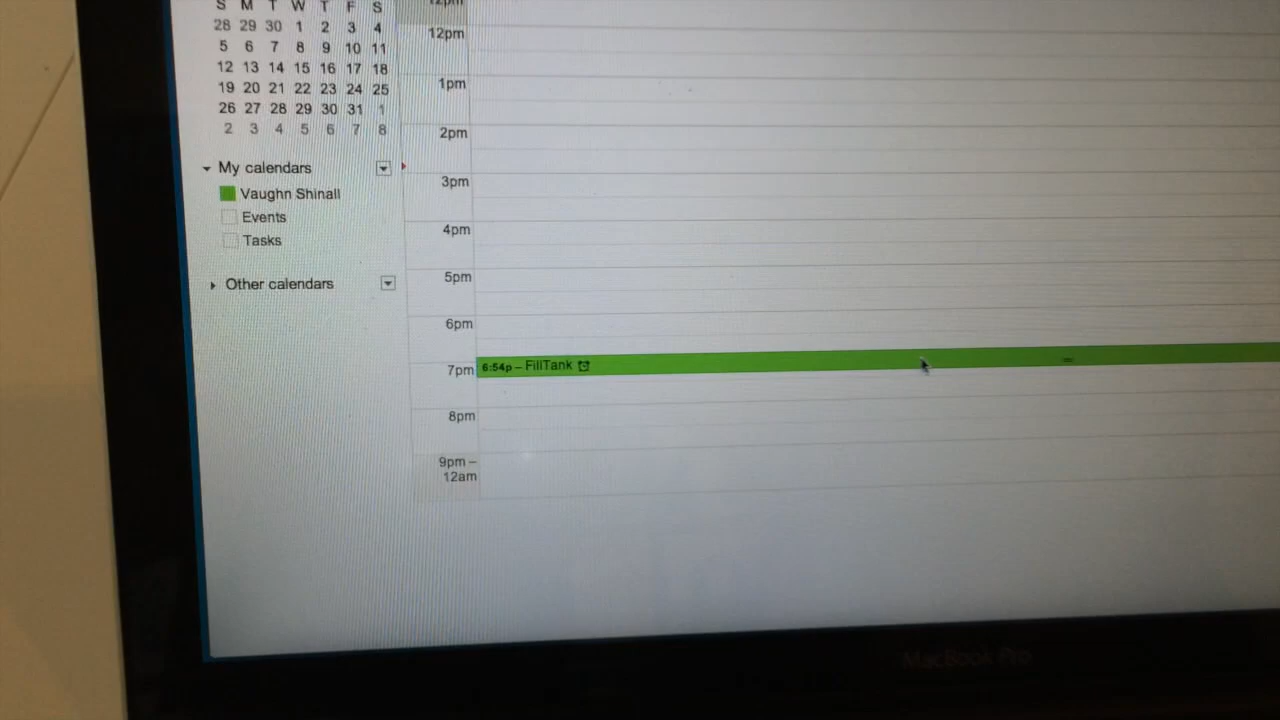 S M T W T F S
28 29 30 1 2 3 4
5 6 7 8 9 10 11
12 13 14 15 16 17 18
19 20 21 22 23 24 25
26 27 28 29 30 31 1
2 3 4 5 6 7 8
My calendars
Vaughn Shinall
Events
Tasks
Other calendars
12pm
12pm
1pm
2pm
3pm
4pm
5pm
6pm
7pm
8pm
9pm –
12am
6:54p – FillTank
MacBook Pro